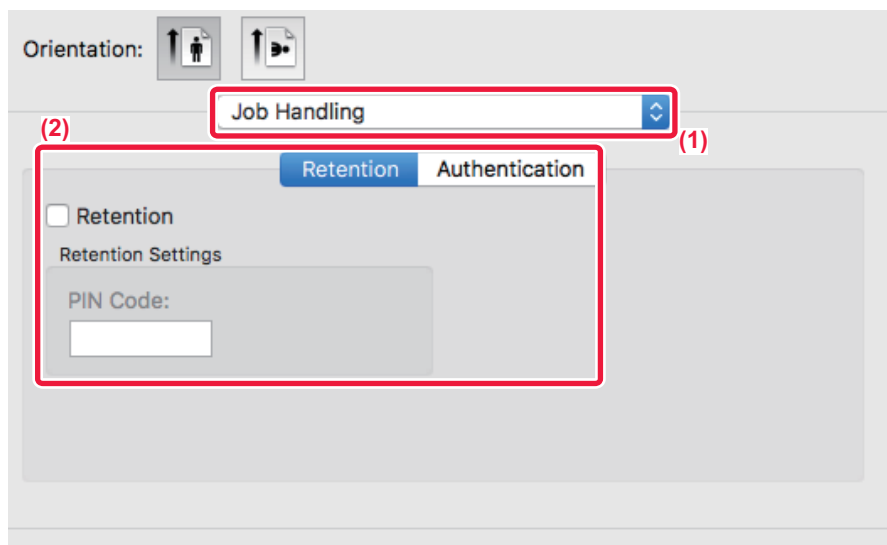 Orientation:
Job Handling
(1)
(2)
Retention Authentication
Retention
Retention Settings
PIN Code: